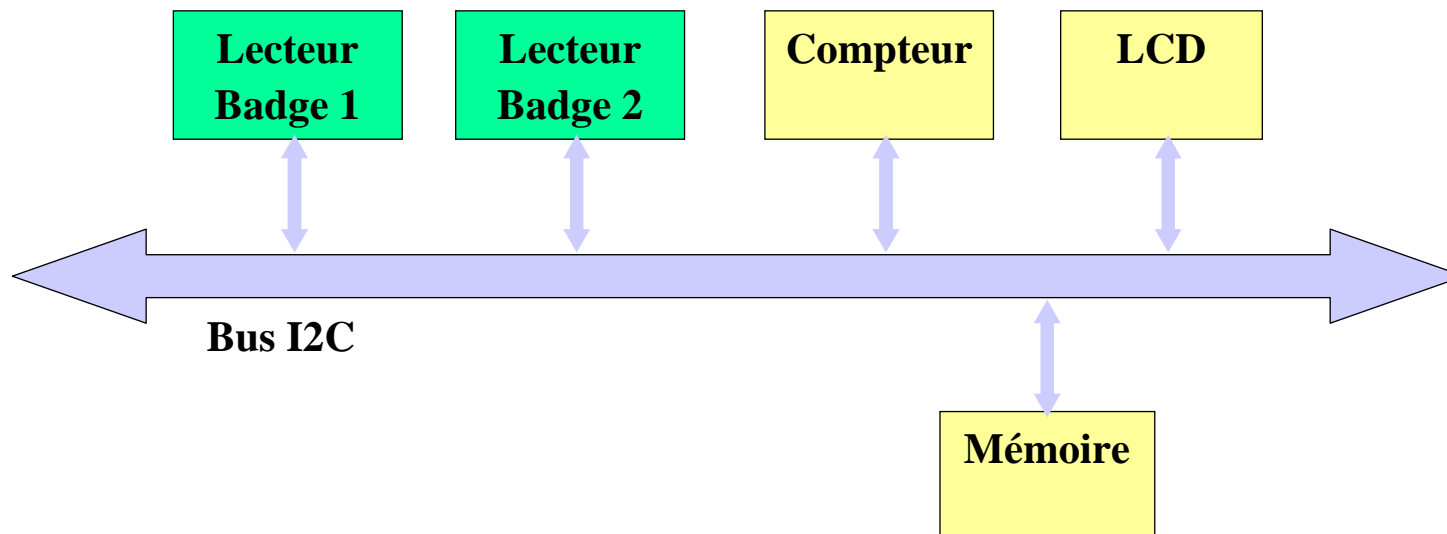 Lecteur
Badge 1
Lecteur
Badge 2
Compteur
LCD
Bus I2C
Mémoire